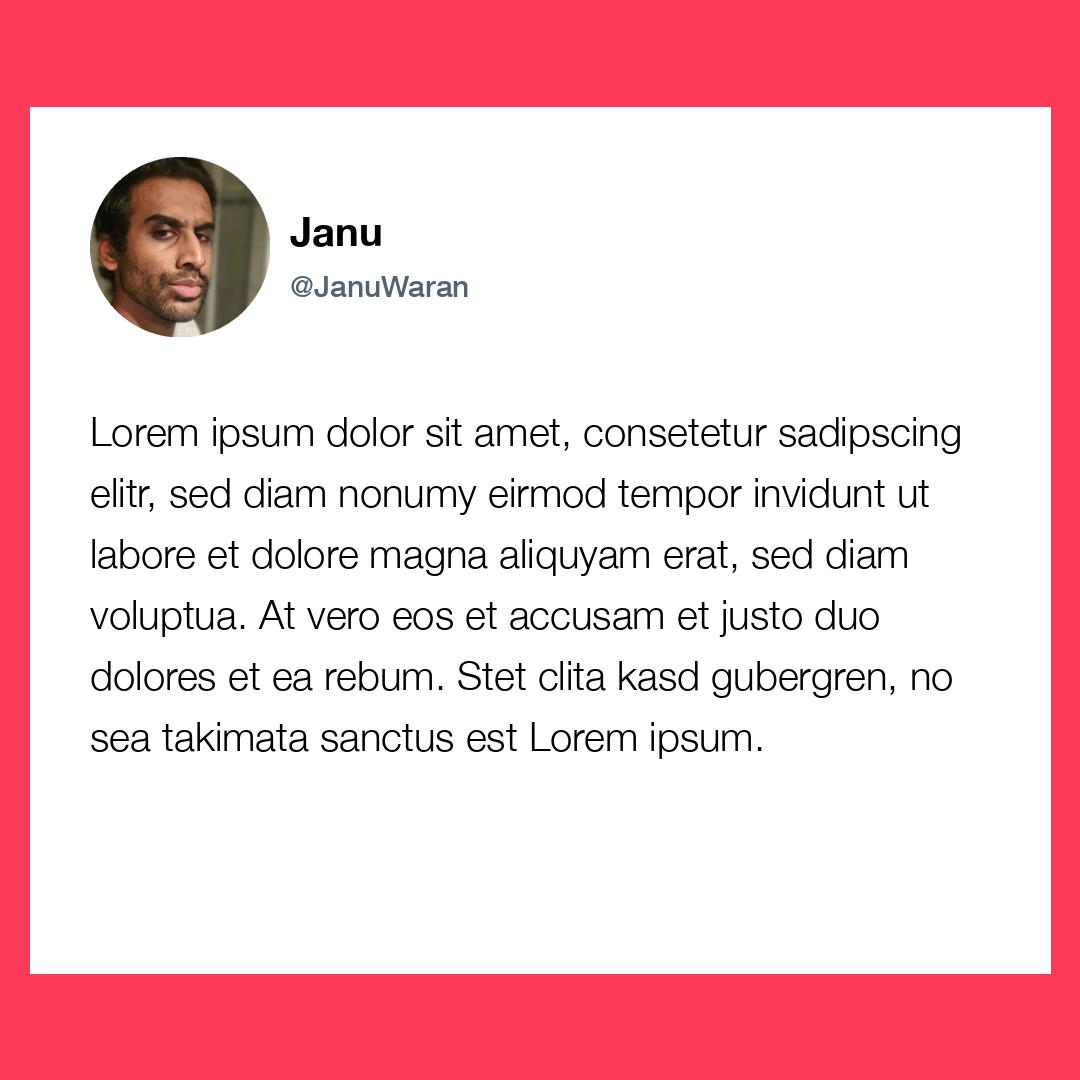 Janu
@JanuWaran
Lorem ipsum dolor sit amet, consetetur sadipscing
elitr, sed diam nonumy eirmod tempor invidunt ut
labore et dolore magna aliquyam erat, sed diam
voluptua. At vero eos et accusam et justo duo
dolores et ea rebum. Stet clita kasd gubergren, no
sea takimata sanctus est Lorem ipsum.